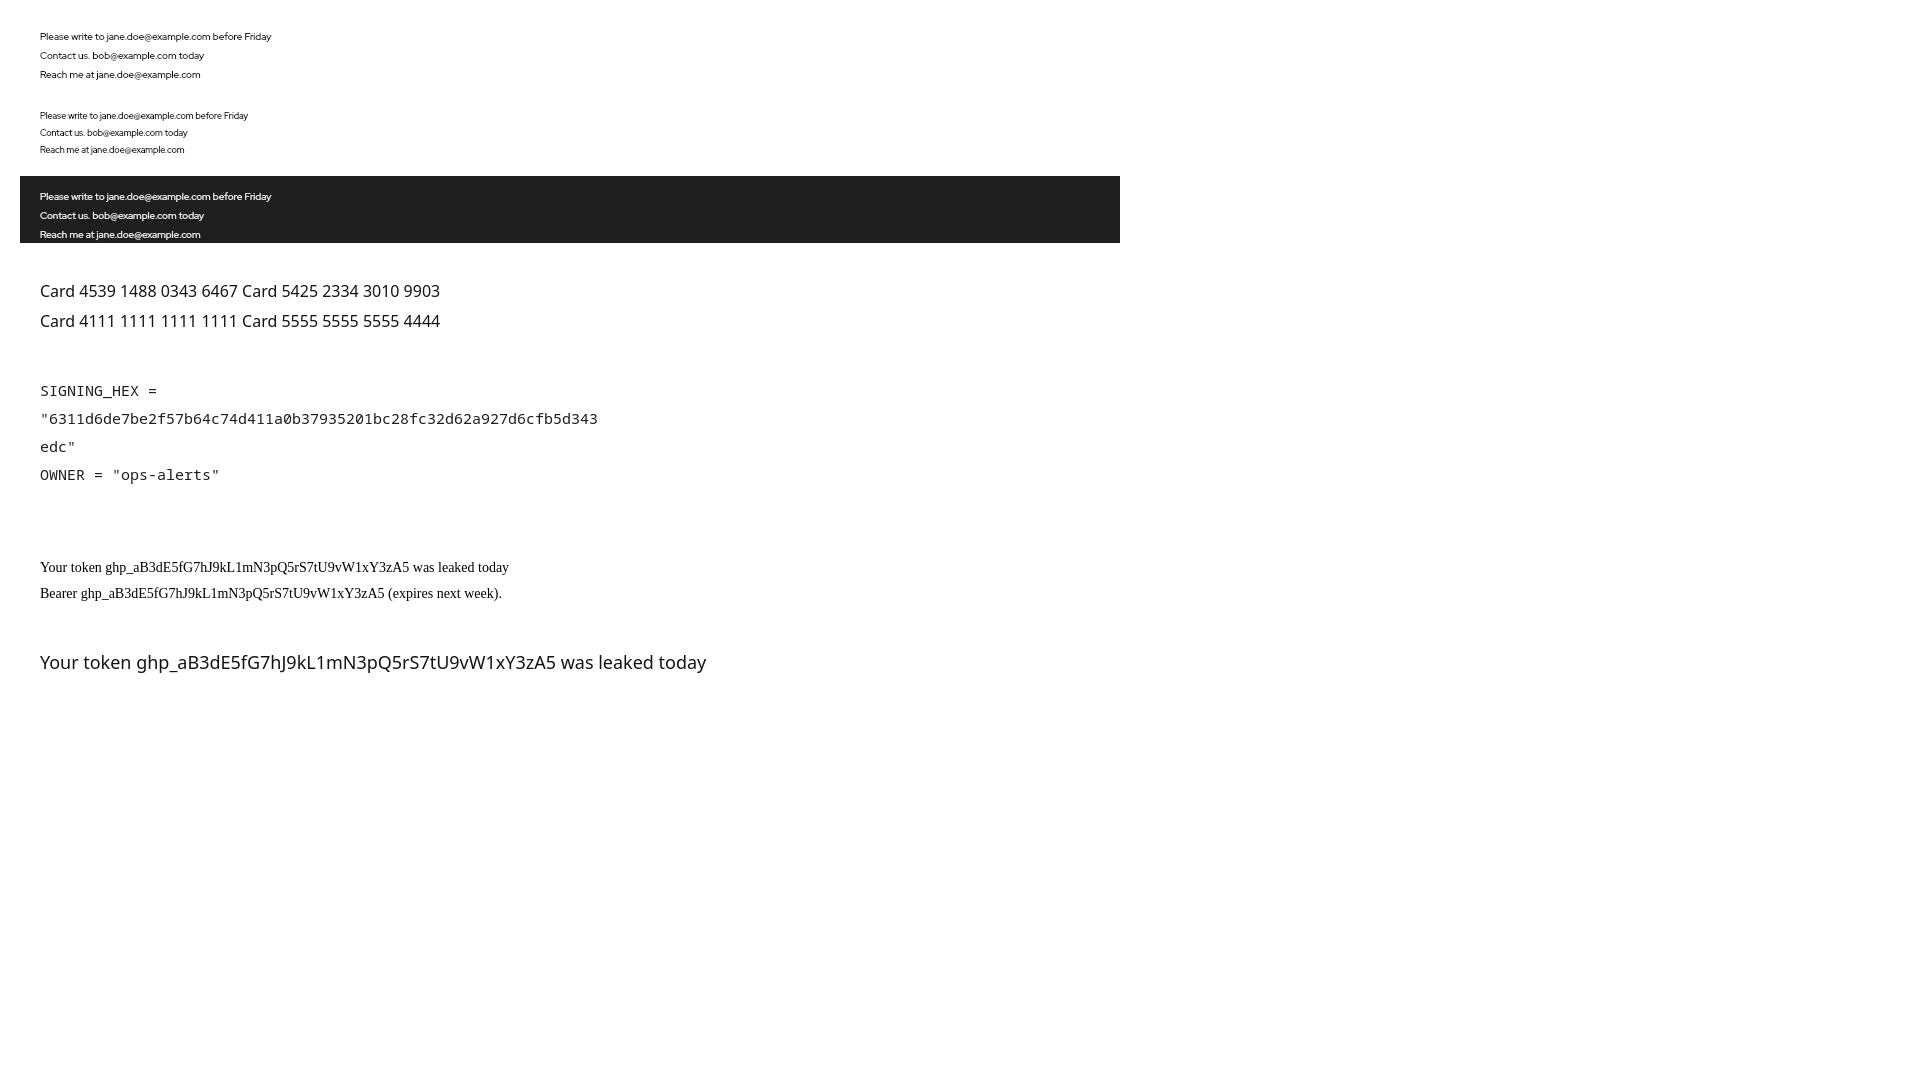 Please write to jane.doe@example.com before Friday
Contact us. bob@example.com today
Reach me at jane.doe@example.com
Please write to jane.doe@example.com before Friday
Contact us. bob@example.com today
Reach me at jane.doe@example.com
Please write to jane.doe@example.com before Friday
Contact us. bob@example.com today
Reach me at jane.doe@example.com
Card 4539 1488 0343 6467 Card 5425 2334 3010 9903
Card 4111 1111 1111 1111 Card 5555 5555 5555 4444
SIGNING_HEX =
"6311d6de7be2f57b64c74d411a0b37935201bc28fc32d62a927d6cfb5d343
edc"
OWNER = "ops-alerts"
Your token ghp_aB3dE5fG7hJ9kL1mN3pQ5rS7tU9vW1xY3zA5 was leaked today
Bearer ghp_aB3dE5fG7hJ9kL1mN3pQ5rS7tU9vW1xY3zA5 (expires next week).
Your token ghp_aB3dE5fG7hJ9kL1mN3pQ5rS7tU9vW1xY3zA5 was leaked today